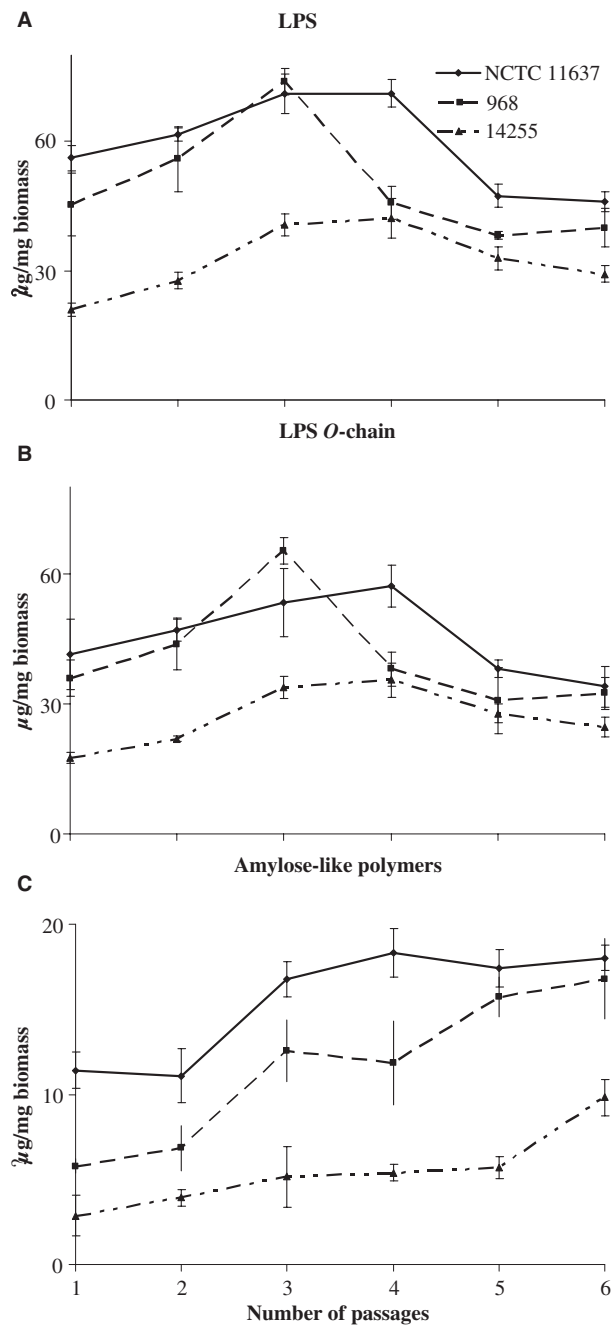 A
LPS
NCTC 11637
968
14255
60
30
0
µg/mg biomass
LPS O-chain
B
60
30
0
µg/mg biomass
Amylose-like polymers
C
20
10
0
µg/mg biomass
1 2 3 4 5 6
Number of passages